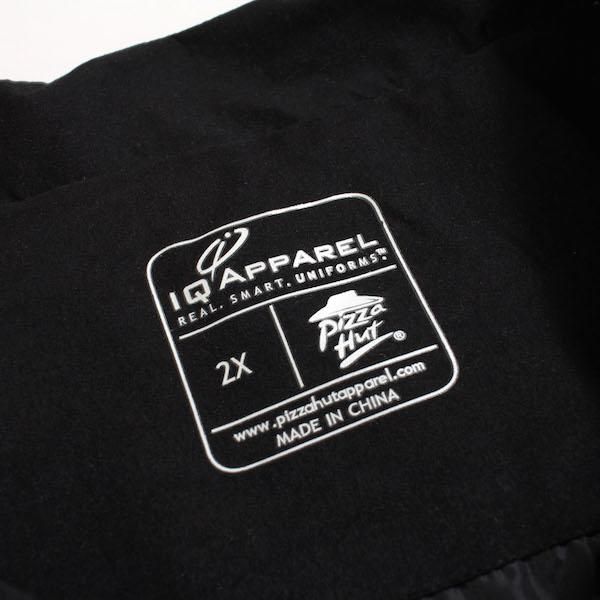 IQ APPAREL
REAL. SMART. UNIFORMS.™
2X
Pizza
Hut®
www.pizzahutapparel.com
MADE IN CHINA